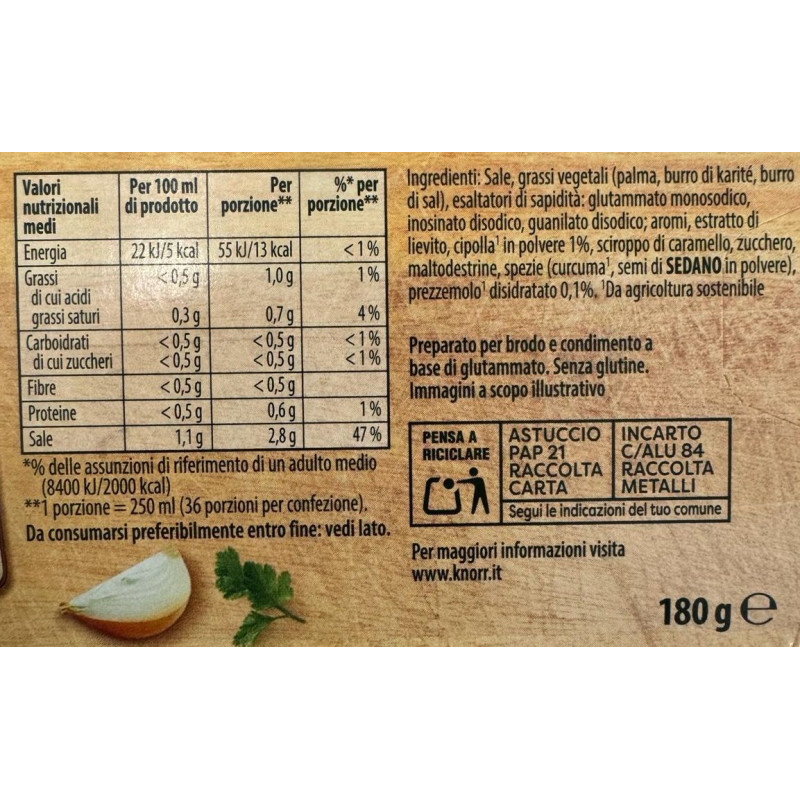 Valori nutrizionali medi Per 100 ml di prodotto Per porzione** %* per porzione**
Energia 22 kJ/5 kcal 55 kJ/13 kcal <1%
Grassi <0,5 g 1,0 g 1%
di cui acidi grassi saturi 0,3 g 0,7 g 4%
Carboidrati <0,5 g <0,5 g <1%
di cui zuccheri <0,5 g <0,5 g <1%
Fibre <0,5 g <0,5 g
Proteine <0,5 g 0,6 g 1%
Sale 1,1 g 2,8 g 47%
*% delle assunzioni di riferimento di un adulto medio
(8400 kJ/2000 kcal)
**1 porzione = 250 ml (36 porzioni per confezione).
Da consumarsi preferibilmente entro fine: vedi lato.
Ingredienti: Sale, grassi vegetali (palma, burro di karité, burro
di sal), esaltatori di sapidità: glutammato monosodico,
inosinato disodico, guanilato disodico; aromi, estratto di
lievito, cipolla¹ in polvere 1%, sciroppo di caramello, zucchero,
maltodestrine, spezie (curcuma¹, semi di SEDANO in polvere),
prezzemolo¹ disidratato 0,1%. ¹Da agricoltura sostenibile
Preparato per brodo e condimento a
base di glutammato. Senza glutine.
Immagini a scopo illustrativo
PENSA A
RICICLARE
ASTUCCIO
PAP 21
RACCOLTA
CARTA
INCARTO
C/ALU 84
RACCOLTA
METALLI
Segui le indicazioni del tuo comune
Per maggiori informazioni visita
www.knorr.it
180 g ℮